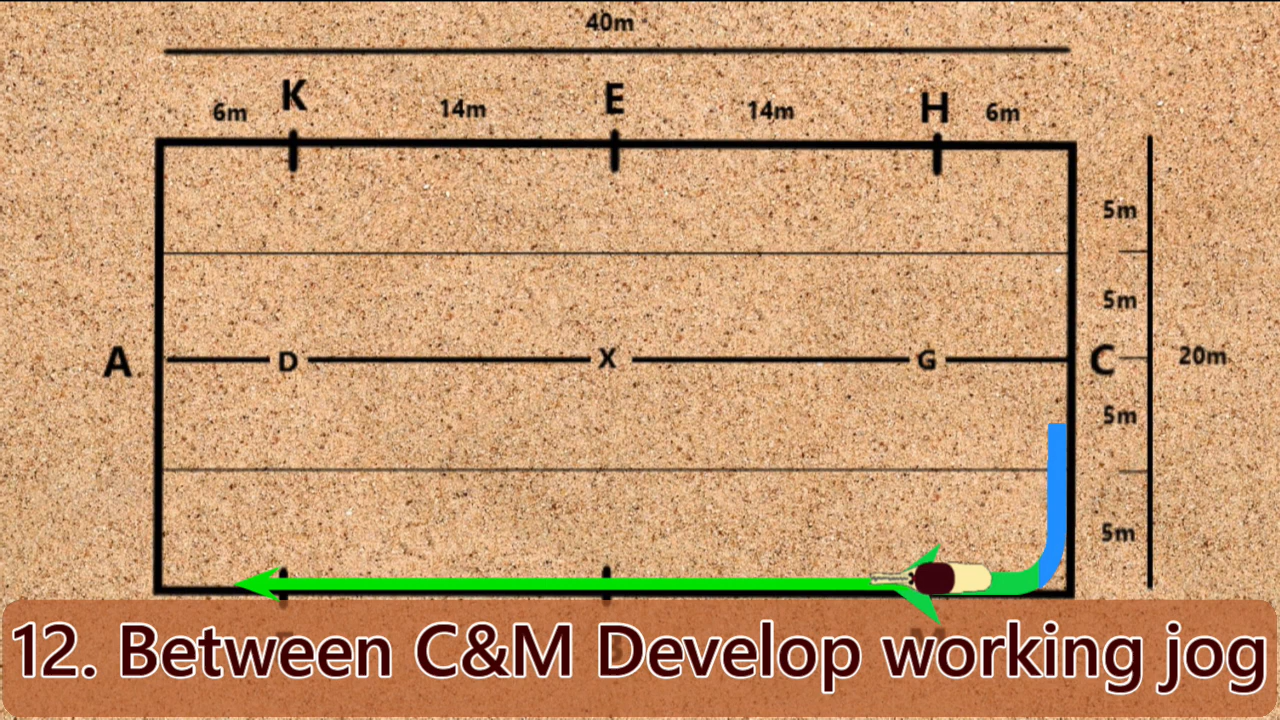 40m
K E H
6m 14m 14m 6m
5m
5m
A D X G C 20m
5m
5m
12. Between C&M Develop working jog